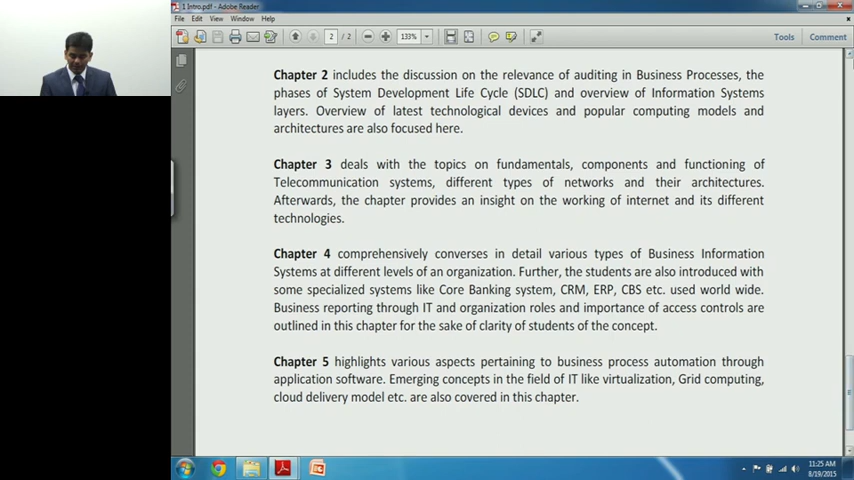 1 Intro.pdf - Adobe Reader
File Edit View Window Help
2 / 2 133% Tools Comment
Chapter 2 includes the discussion on the relevance of auditing in Business Processes, the
phases of System Development Life Cycle (SDLC) and overview of Information Systems
layers. Overview of latest technological devices and popular computing models and
architectures are also focused here.
Chapter 3 deals with the topics on fundamentals, components and functioning of
Telecommunication systems, different types of networks and their architectures.
Afterwards, the chapter provides an insight on the working of internet and its different
technologies.
Chapter 4 comprehensively converses in detail various types of Business Information
Systems at different levels of an organization. Further, the students are also introduced with
some specialized systems like Core Banking system, CRM, ERP, CBS etc. used world wide.
Business reporting through IT and organization roles and importance of access controls are
outlined in this chapter for the sake of clarity of students of the concept.
Chapter 5 highlights various aspects pertaining to business process automation through
application software. Emerging concepts in the field of IT like virtualization, Grid computing,
cloud delivery model etc. are also covered in this chapter.
11:25 AM
8/19/2015